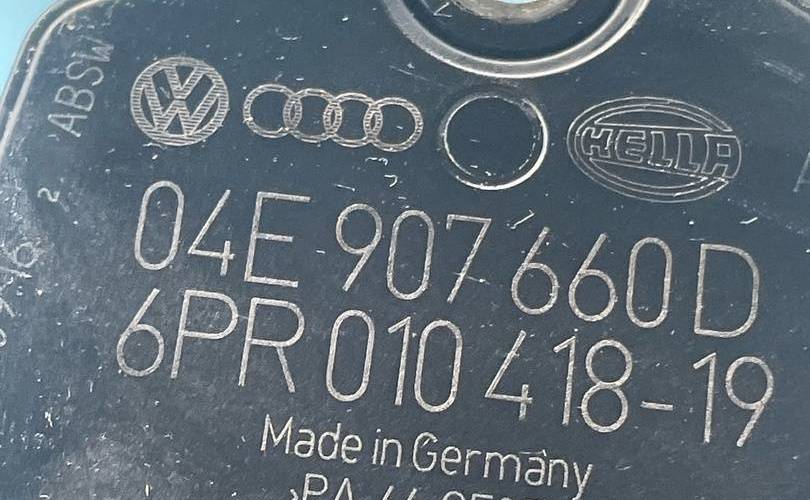 ABSW
HELLA
04E 907 660 D
6PR 010 418-19
Made in Germany